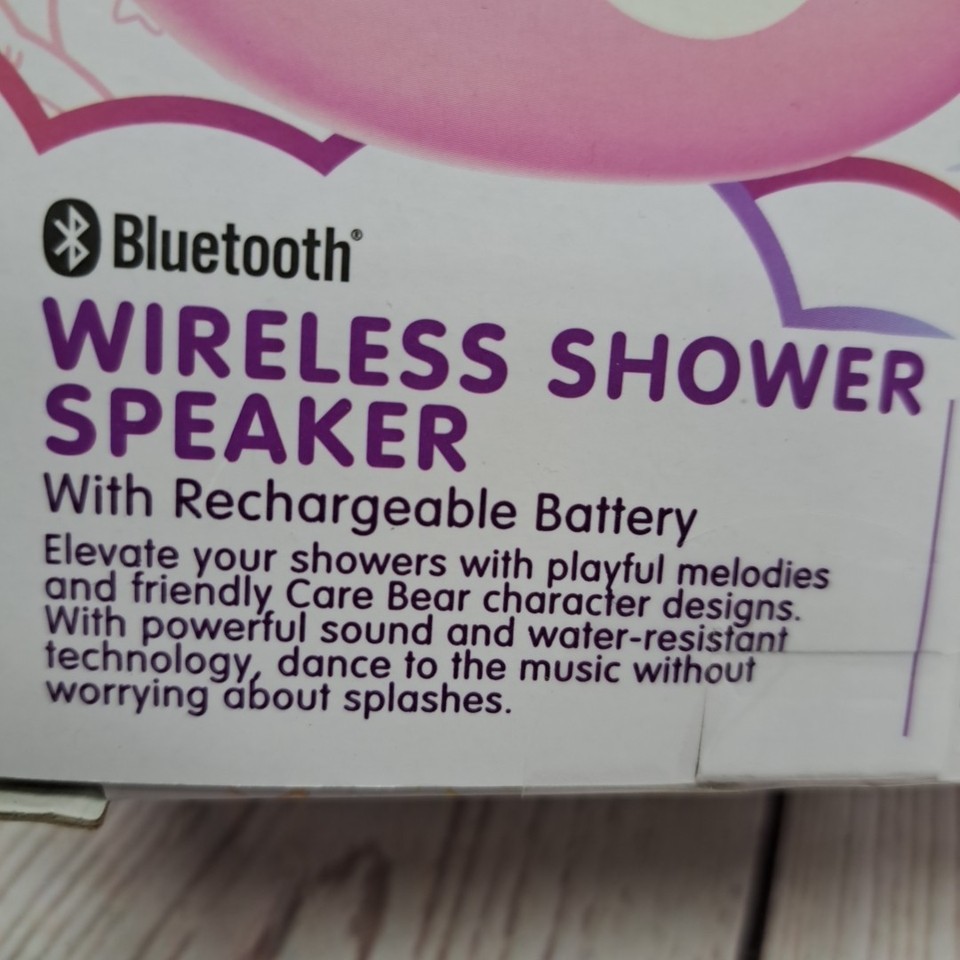 Bluetooth®
WIRELESS SHOWER
SPEAKER
With Rechargeable Battery
Elevate your showers with playful melodies
and friendly Care Bear character designs.
With powerful sound and water-resistant
technology, dance to the music without
worrying about splashes.